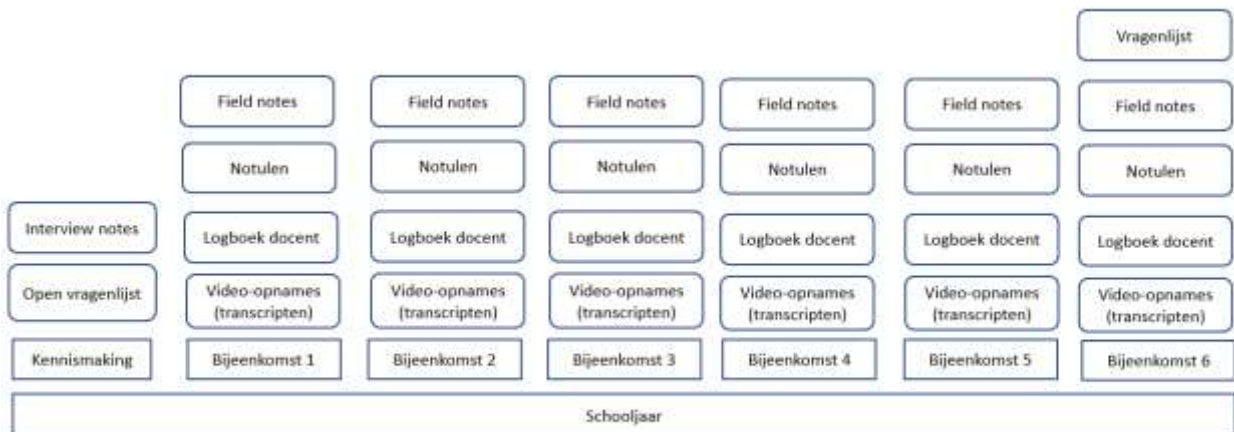 Vragenlijst
Field notes
Field notes
Field notes
Field notes
Field notes
Field notes
Notulen
Notulen
Notulen
Notulen
Notulen
Notulen
Interview notes
Logboek docent
Logboek docent
Logboek docent
Logboek docent
Logboek docent
Logboek docent
Open vragenlijst
Video-opnames
(transcripten)
Video-opnames
(transcripten)
Video-opnames
(transcripten)
Video-opnames
(transcripten)
Video-opnames
(transcripten)
Video-opnames
(transcripten)
Kennismaking
Bijeenkomst 1
Bijeenkomst 2
Bijeenkomst 3
Bijeenkomst 4
Bijeenkomst 5
Bijeenkomst 6
Schooljaar